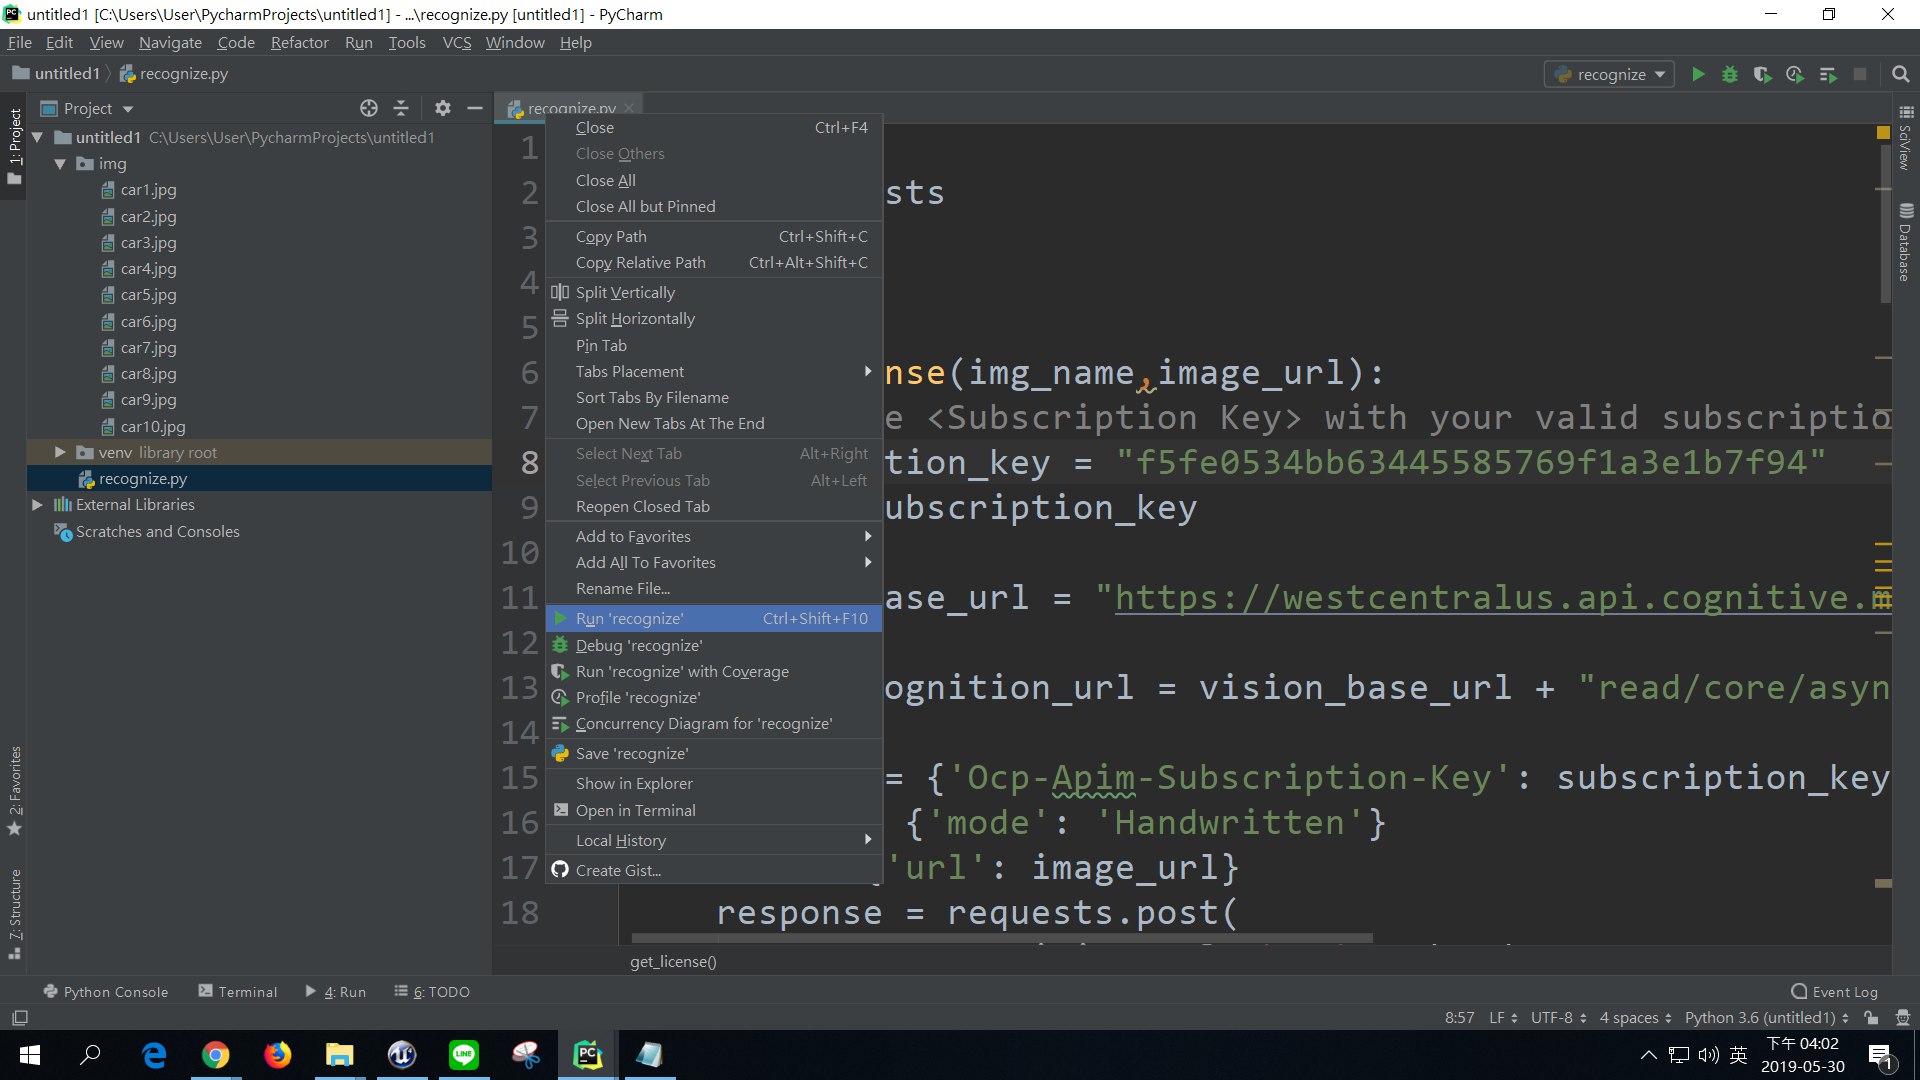 untitled1 [C:\Users\User\PycharmProjects\untitled1] - ...\recognize.py [untitled1] - PyCharm
File Edit View Navigate Code Refactor Run Tools VCS Window Help
untitled1 recognize.py
recognize
Project
recognize.py
1: Project
2: Favorites
7: Structure
untitled1 C:\Users\User\PycharmProjects\untitled1
img
car1.jpg
car2.jpg
car3.jpg
car4.jpg
car5.jpg
car6.jpg
car7.jpg
car8.jpg
car9.jpg
car10.jpg
venv library root
recognize.py
External Libraries
Scratches and Consoles
Close Ctrl+F4
Close Others
Close All
Close All but Pinned
Copy Path Ctrl+Shift+C
Copy Relative Path Ctrl+Alt+Shift+C
Split Vertically
Split Horizontally
Pin Tab
Tabs Placement
Sort Tabs By Filename
Open New Tabs At The End
Select Next Tab Alt+Right
Select Previous Tab Alt+Left
Reopen Closed Tab
Add to Favorites
Add All To Favorites
Rename File...
Run 'recognize' Ctrl+Shift+F10
Debug 'recognize'
Run 'recognize' with Coverage
Profile 'recognize'
Concurrency Diagram for 'recognize'
Save 'recognize'
Show in Explorer
Open in Terminal
Local History
Create Gist...
1
2 sts
3
4
5
6 nse(img_name,image_url):
7 e <Subscription Key> with your valid subscriptio
8 tion_key = "f5fe0534bb63445585769f1a3e1b7f94"
9 ubscription_key
10
11 ase_url = "https://westcentralus.api.cognitive.m
12
13 ognition_url = vision_base_url + "read/core/asyn
14
15 = {'Ocp-Apim-Subscription-Key': subscription_key
16 {'mode': 'Handwritten'}
17 'url': image_url}
18 response = requests.post(
get_license()
SciView
Database
Python Console Terminal 4: Run 6: TODO Event Log
8:57 LF UTF-8 4 spaces Python 3.6 (untitled1)
英
下午 04:02
2019-05-30
1